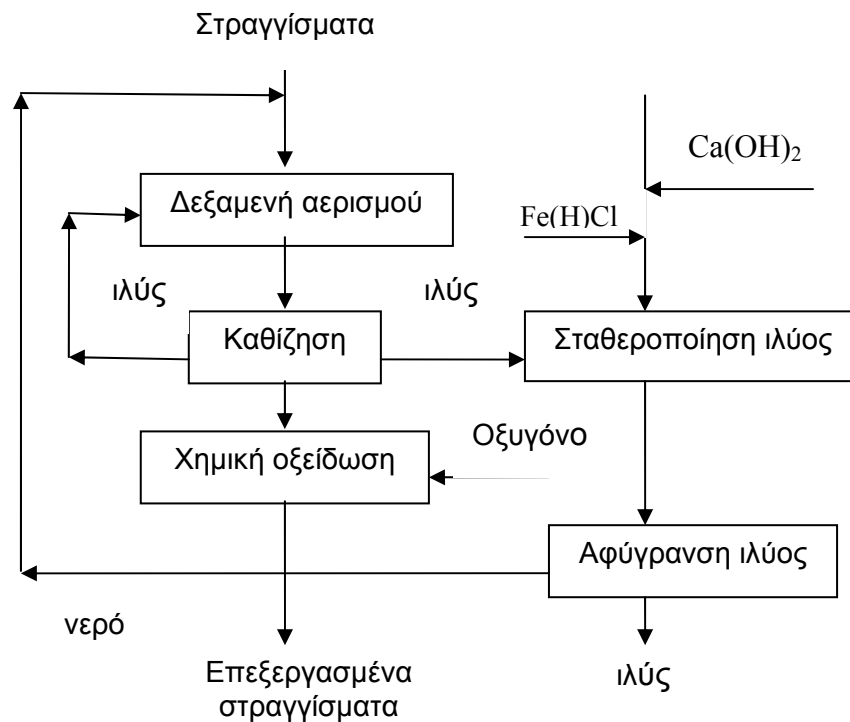 Στραγγίσματα
Ca(OH)2
Δεξαμενή αερισμού
Fe(H)Cl
ιλύς
ιλύς
Καθίζηση
Σταθεροποίηση ιλύος
Οξυγόνο
Χημική οξείδωση
Αφύγρανση ιλύος
νερό
Επεξεργασμένα
στραγγίσματα
ιλύς